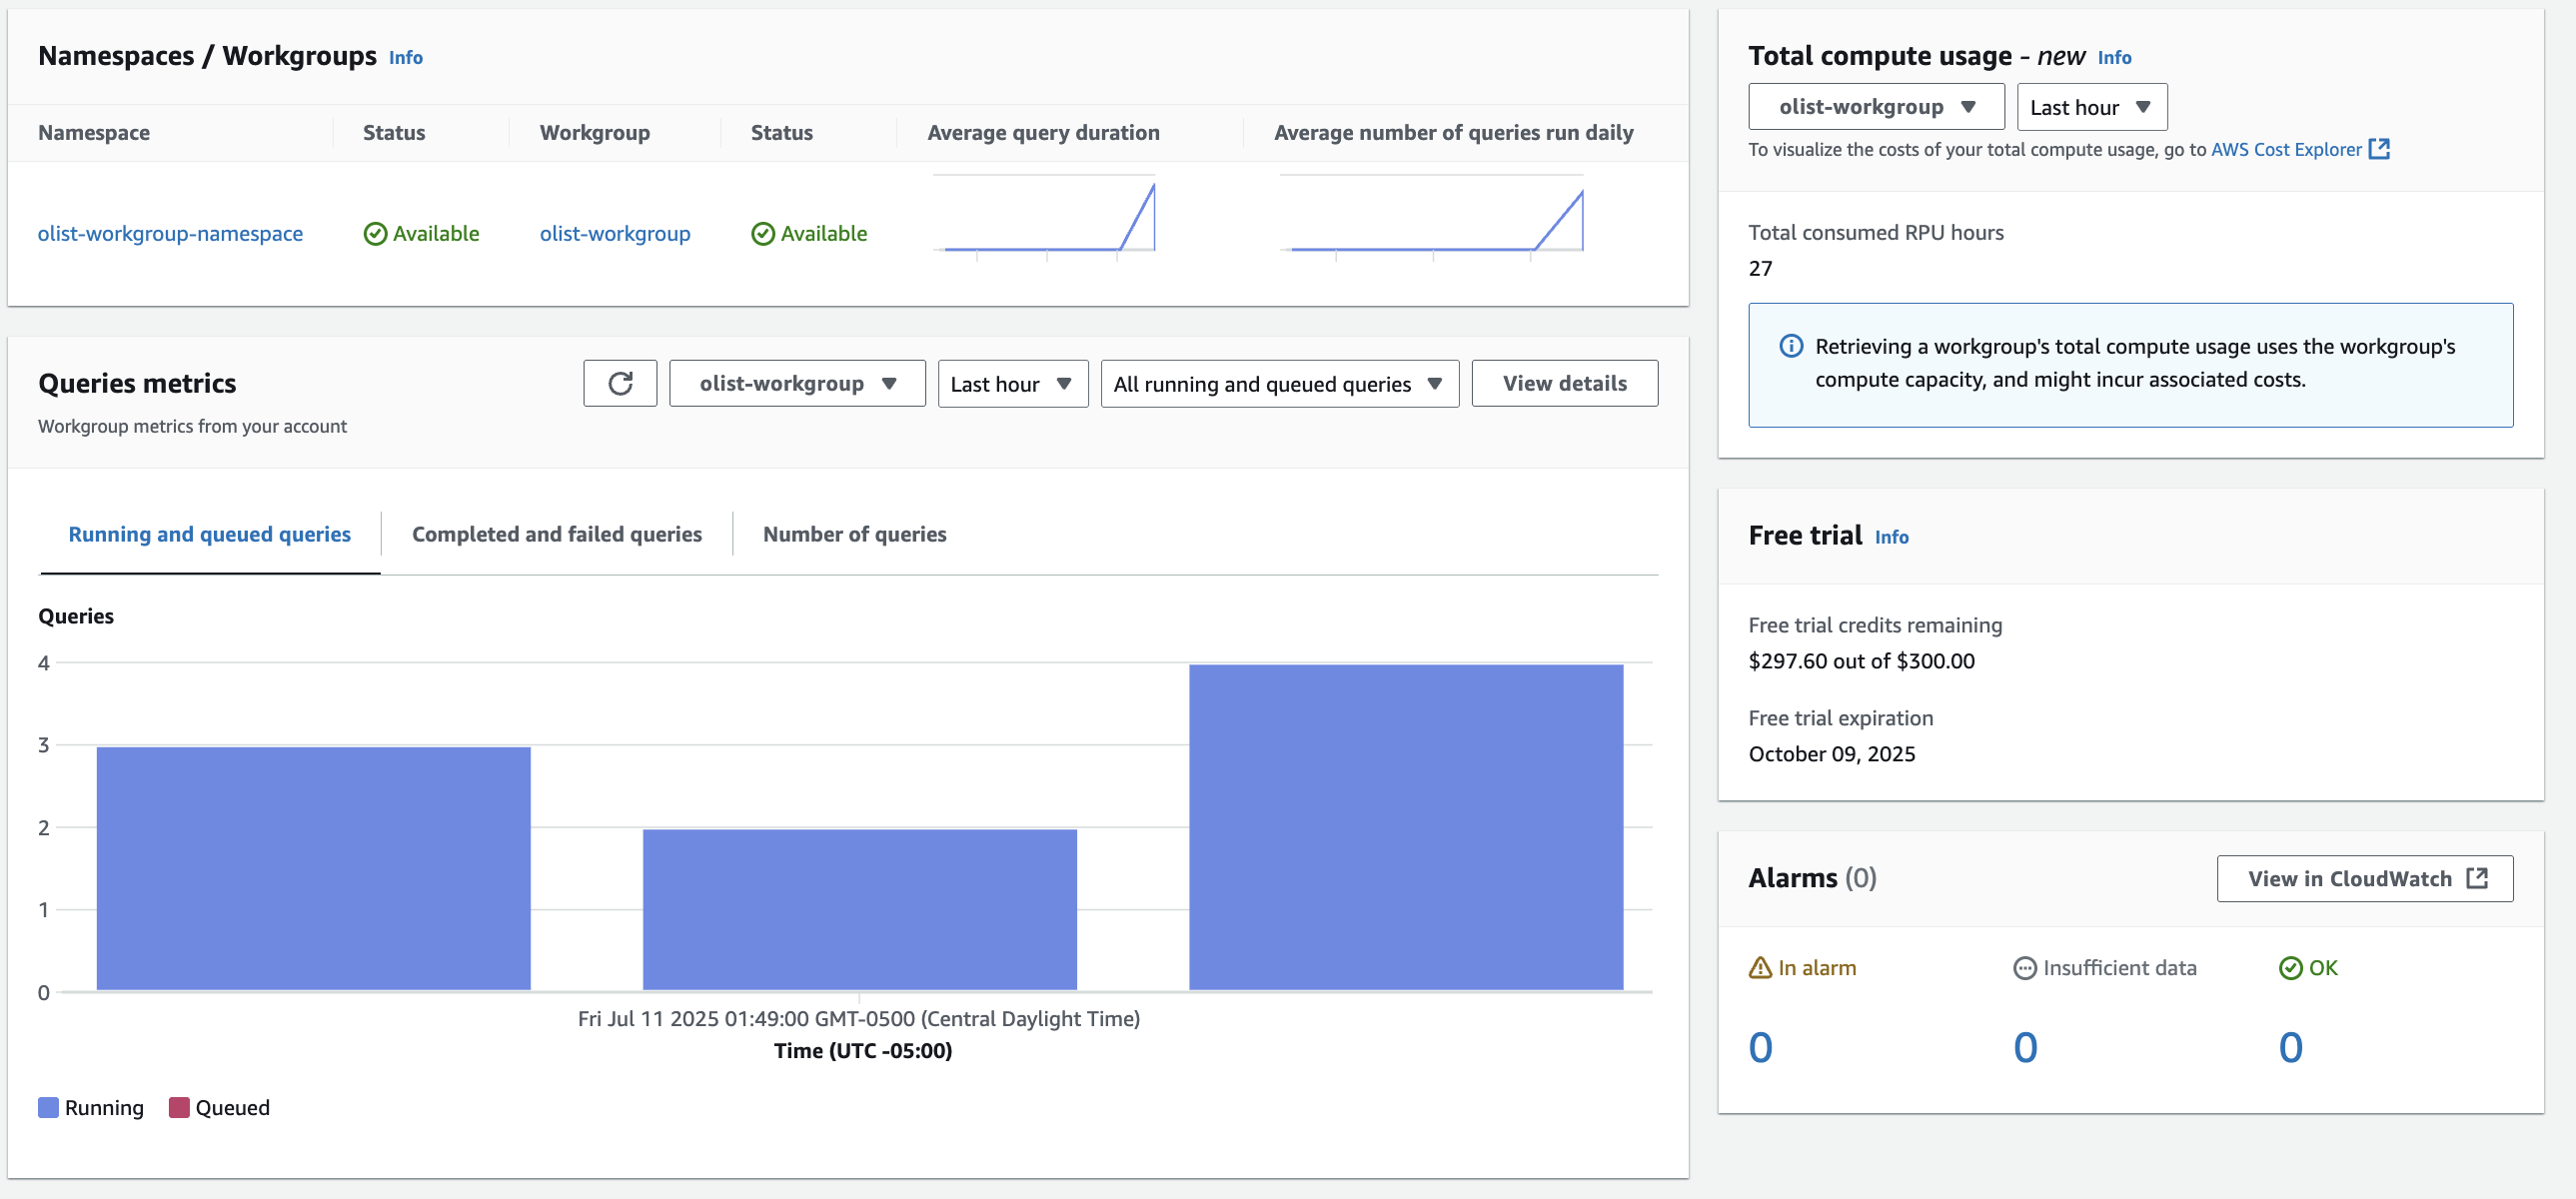 Namespaces / Workgroups Info
Namespace Status Workgroup Status Average query duration Average number of queries run daily
olist-workgroup-namespace Available olist-workgroup Available
Queries metrics
Workgroup metrics from your account
olist-workgroup Last hour All running and queued queries View details
Running and queued queries Completed and failed queries Number of queries
Queries
4
3
2
1
0
Fri Jul 11 2025 01:49:00 GMT-0500 (Central Daylight Time)
Time (UTC -05:00)
Running Queued
Total compute usage - new Info
olist-workgroup Last hour
To visualize the costs of your total compute usage, go to AWS Cost Explorer
Total consumed RPU hours
27
Retrieving a workgroup's total compute usage uses the workgroup's
compute capacity, and might incur associated costs.
Free trial Info
Free trial credits remaining
$297.60 out of $300.00
Free trial expiration
October 09, 2025
Alarms (0) View in CloudWatch
In alarm Insufficient data OK
0 0 0